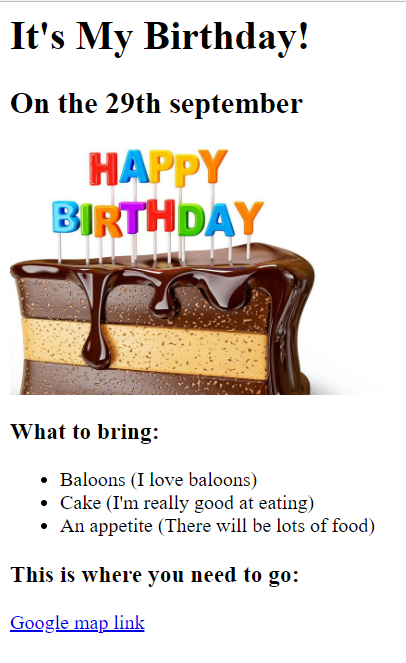 It's My Birthday!
On the 29th september
HAPPY
BIRTHDAY
What to bring:
Baloons (I love baloons)
Cake (I'm really good at eating)
An appetite (There will be lots of food)
This is where you need to go:
Google map link